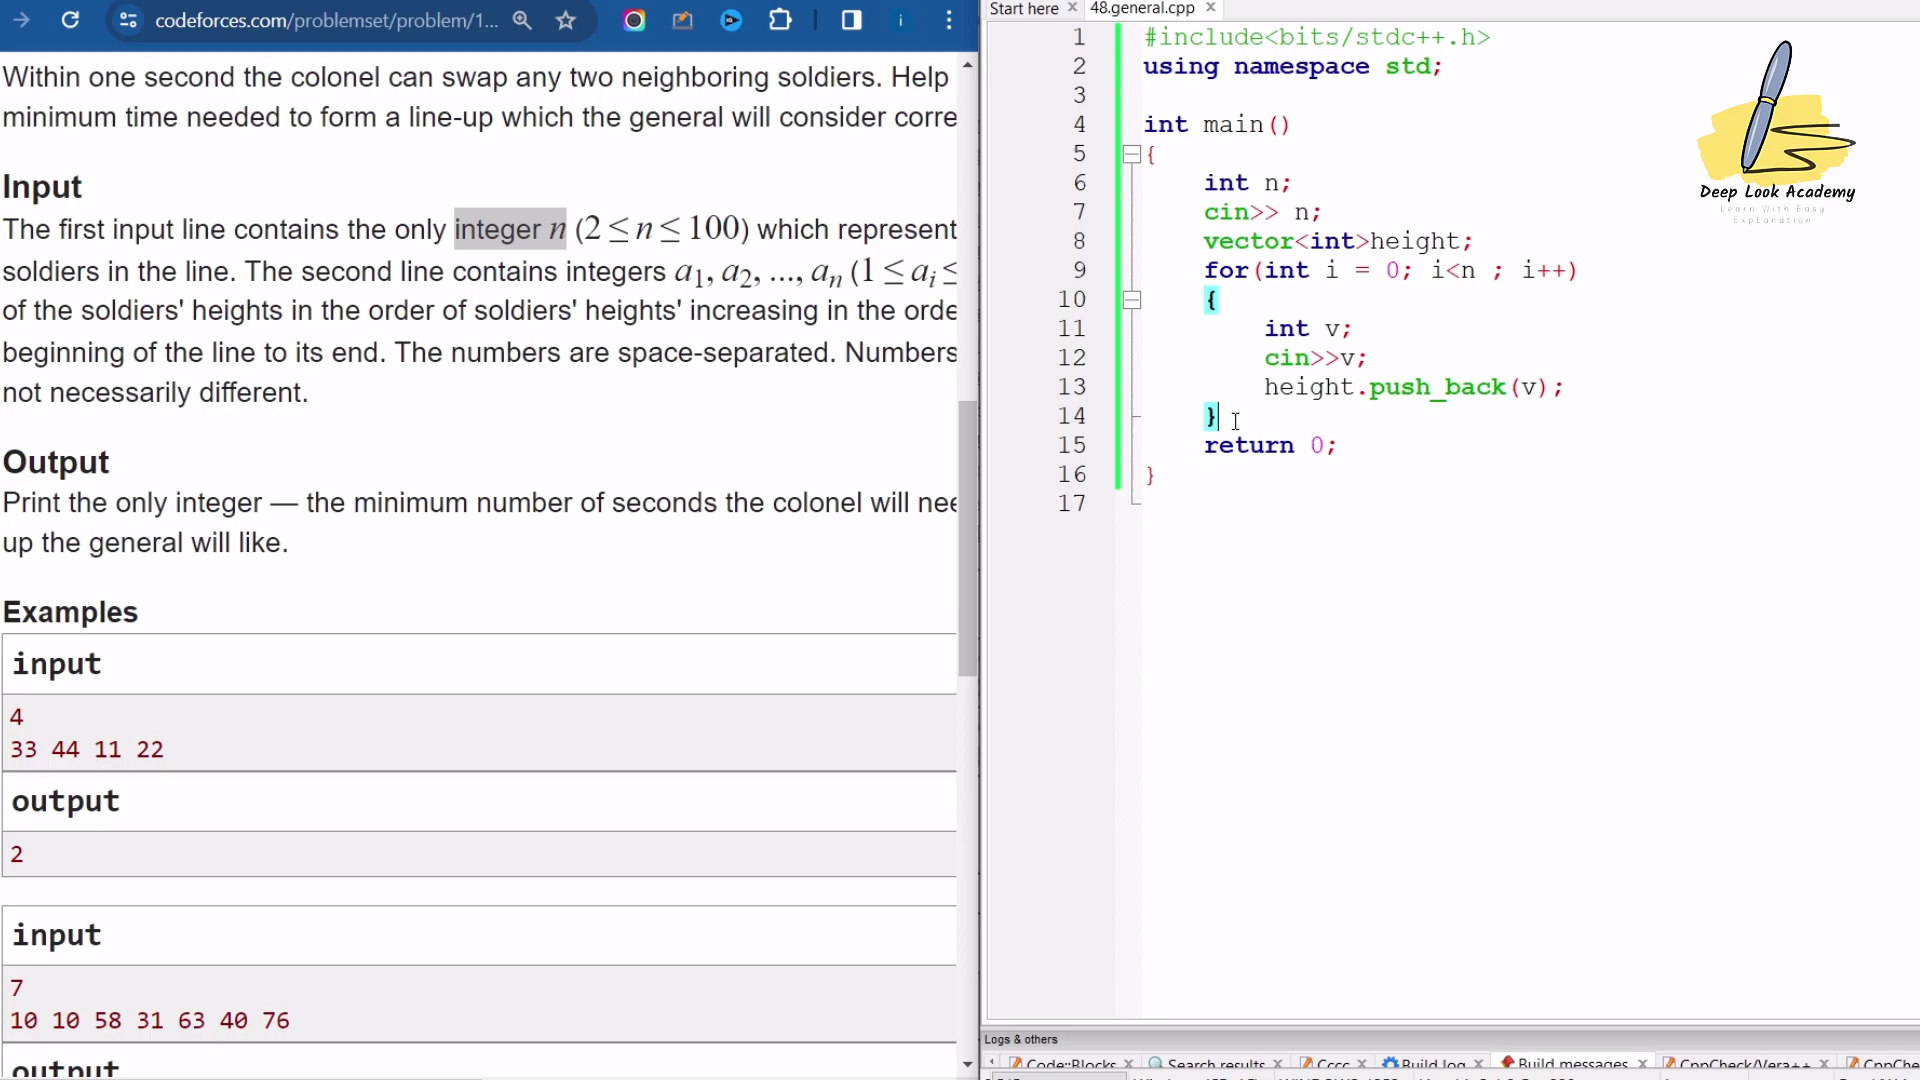 codeforces.com/problemset/problem/1...
Within one second the colonel can swap any two neighboring soldiers. Help
minimum time needed to form a line-up which the general will consider corre
Input
The first input line contains the only integer n (2 ≤ n ≤ 100) which represent
soldiers in the line. The second line contains integers a1, a2, ..., an (1 ≤ ai ≤
of the soldiers' heights in the order of soldiers' heights' increasing in the orde
beginning of the line to its end. The numbers are space-separated. Numbers
not necessarily different.
Output
Print the only integer — the minimum number of seconds the colonel will nee
up the general will like.
Examples
input
4
33 44 11 22
output
2
input
7
10 10 58 31 63 40 76
output
Start here
48.general.cpp
1 #include<bits/stdc++.h>
2 using namespace std;
3
4 int main()
5 {
6 int n;
7 cin>> n;
8 vector<int>height;
9 for(int i = 0; i<n ; i++)
10 {
11 int v;
12 cin>>v;
13 height.push_back(v);
14 }
15 return 0;
16 }
17
Deep Look Academy
Learn With Easy
Explanation
Logs & others
Code::Blocks
Search results
Cccc
Build log
Build messages
CppCheck/Vera++
CppChe